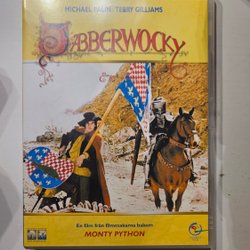 MICHAEL PALIN TERRY GILLIAMS
JABBERWOCKY
En film från filmmakarna bakom
MONTY PYTHON